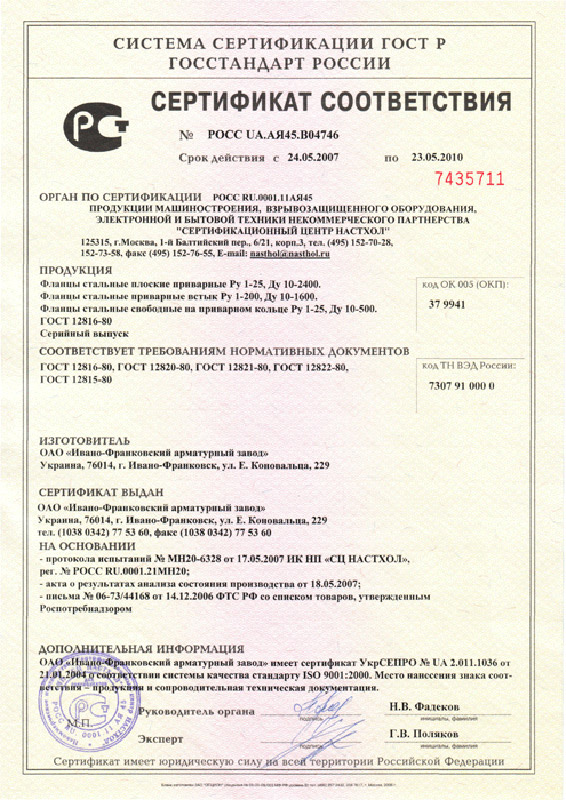 СИСТЕМА СЕРТИФИКАЦИИ ГОСТ Р
ГОССТАНДАРТ РОССИИ
СЕРТИФИКАТ СООТВЕТСТВИЯ
№ РОСС UA.АЯ45.В04746
Срок действия с 24.05.2007 по 23.05.2010
7435711
ОРГАН ПО СЕРТИФИКАЦИИ РОСС RU.0001.11АЯ45
ПРОДУКЦИИ МАШИНОСТРОЕНИЯ, ВЗРЫВОЗАЩИЩЕННОГО ОБОРУДОВАНИЯ,
ЭЛЕКТРОННОЙ И БЫТОВОЙ ТЕХНИКИ НЕКОММЕРЧЕСКОГО ПАРТНЕРСТВА
"СЕРТИФИКАЦИОННЫЙ ЦЕНТР НАСТХОЛ"
125315, г.Москва, 1-й Балтийский пер., 6/21, корп.3, тел. (495) 152-70-28,
152-73-58, факс (495) 152-76-55, E-mail: nasthol@nasthol.ru
ПРОДУКЦИЯ
Фланцы стальные плоские приварные Ру 1-25, Ду 10-2400.
Фланцы стальные приварные встык Ру 1-200, Ду 10-1600.
Фланцы стальные свободные на приварном кольце Ру 1-25, Ду 10-500.
ГОСТ 12816-80
Серийный выпуск
код ОК 005 (ОКП):
37 9941
СООТВЕТСТВУЕТ ТРЕБОВАНИЯМ НОРМАТИВНЫХ ДОКУМЕНТОВ
ГОСТ 12816-80, ГОСТ 12820-80, ГОСТ 12821-80, ГОСТ 12822-80,
ГОСТ 12815-80
код ТН ВЭД России:
7307 91 000 0
ИЗГОТОВИТЕЛЬ
ОАО «Ивано-Франковский арматурный завод»
Украина, 76014, г. Ивано-Франковск, ул. Е. Коновальца, 229
СЕРТИФИКАТ ВЫДАН
ОАО «Ивано-Франковский арматурный завод»
Украина, 76014, г. Ивано-Франковск, ул. Е. Коновальца, 229
тел. (1038 0342) 77 53 60, факс (1038 0342) 77 53 60
НА ОСНОВАНИИ
- протокола испытаний № МН20-6328 от 17.05.2007 ИК НП «СЦ НАСТХОЛ»,
рег. № РОСС RU.0001.21МН20;
- акта о результатах анализа состояния производства от 18.05.2007;
- письма № 06-73/44168 от 14.12.2006 ФТС РФ со списком товаров, утвержденным
Роспотребнадзором
ДОПОЛНИТЕЛЬНАЯ ИНФОРМАЦИЯ
ОАО «Ивано-Франковский арматурный завод» имеет сертификат УкрСЕПРО № UA 2.011.1036 от
21.01.2004 о соответствии системы качества стандарту ISO 9001:2000. Место нанесения знака соот-
ветствия – продукция и сопроводительная техническая документация.
М.П.
Руководитель органа
подпись
Н.В. Фадеков
инициалы, фамилия
Эксперт
подпись
Г.В. Поляков
инициалы, фамилия
Сертификат имеет юридическую силу на всей территории Российской Федерации